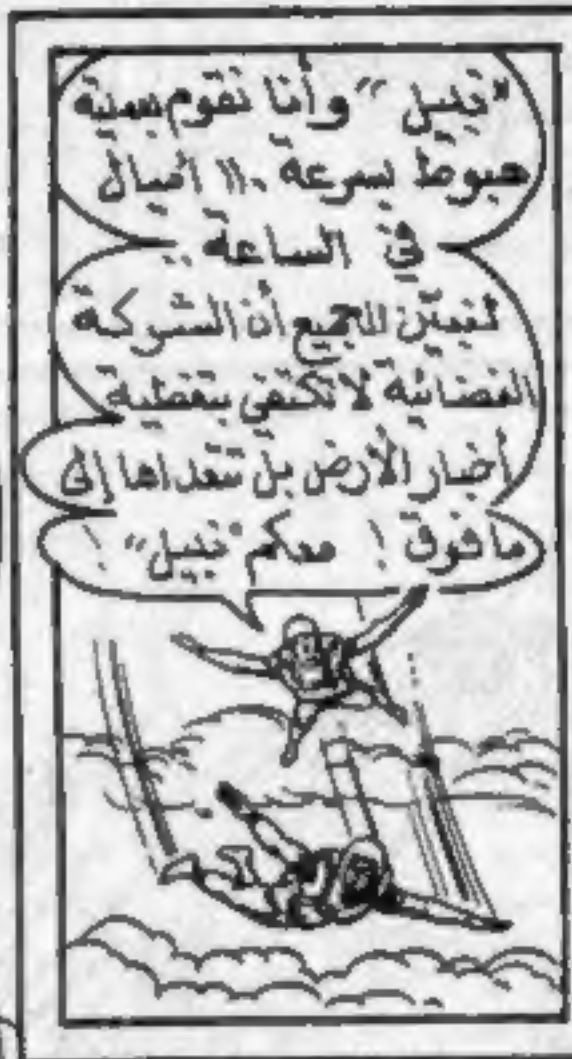 "نبيل" وأنا نقوم بعملية
هبوط بسرعة ١١٠ أميال
في الساعة ..
لنبيّن للجميع أن الشركة
الفضائية لا تكتفي بتغطية
أخبار الأرض بل تتعداها إلى
ما فوق ! معكم "نبيل" !